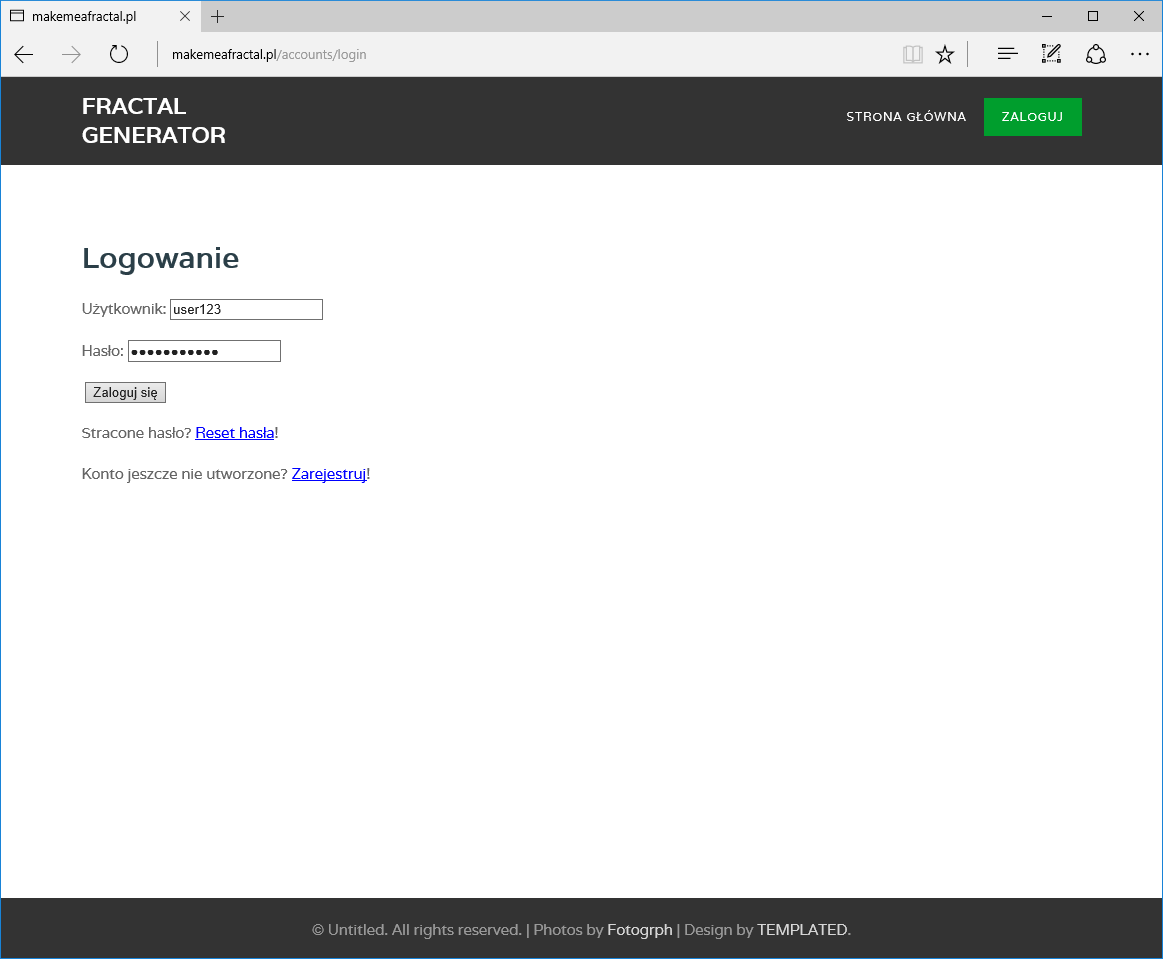 makemeafractal.pl
makemeafractal.pl/accounts/login
FRACTAL
GENERATOR
STRONA GŁÓWNA
ZALOGUJ
Logowanie
Użytkownik: user123
Hasło: •••••••••••
Zaloguj się
Stracone hasło? Reset hasła!
Konto jeszcze nie utworzone? Zarejestruj!
© Untitled. All rights reserved. | Photos by Fotogrph | Design by TEMPLATED.